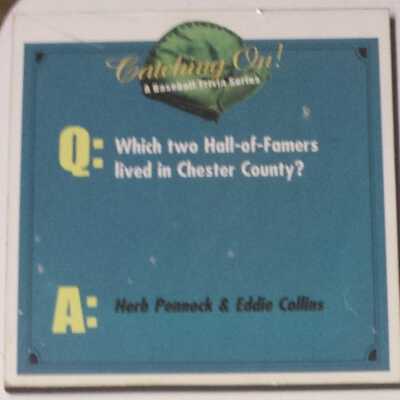 Catching On!
A Baseball Trivia Series
Q: Which two Hall-of-Famers
lived in Chester County?
A: Herb Pennock & Eddie Collins